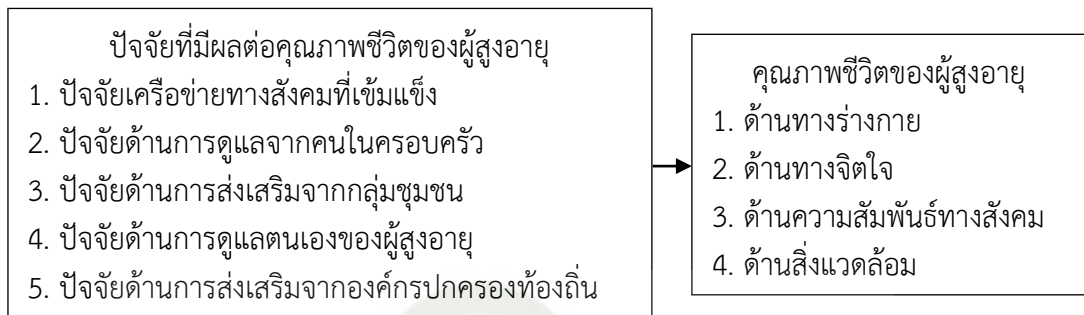 ปัจจัยที่มีผลต่อคุณภาพชีวิตของผู้สูงอายุ
1. ปัจจัยเครือข่ายทางสังคมที่เข้มแข็ง
2. ปัจจัยด้านการดูแลจากคนในครอบครัว
3. ปัจจัยด้านการส่งเสริมจากกลุ่มชุมชน
4. ปัจจัยด้านการดูแลตนเองของผู้สูงอายุ
5. ปัจจัยด้านการส่งเสริมจากองค์กรปกครองท้องถิ่น
คุณภาพชีวิตของผู้สูงอายุ
1. ด้านทางร่างกาย
2. ด้านทางจิตใจ
3. ด้านความสัมพันธ์ทางสังคม
4. ด้านสิ่งแวดล้อม